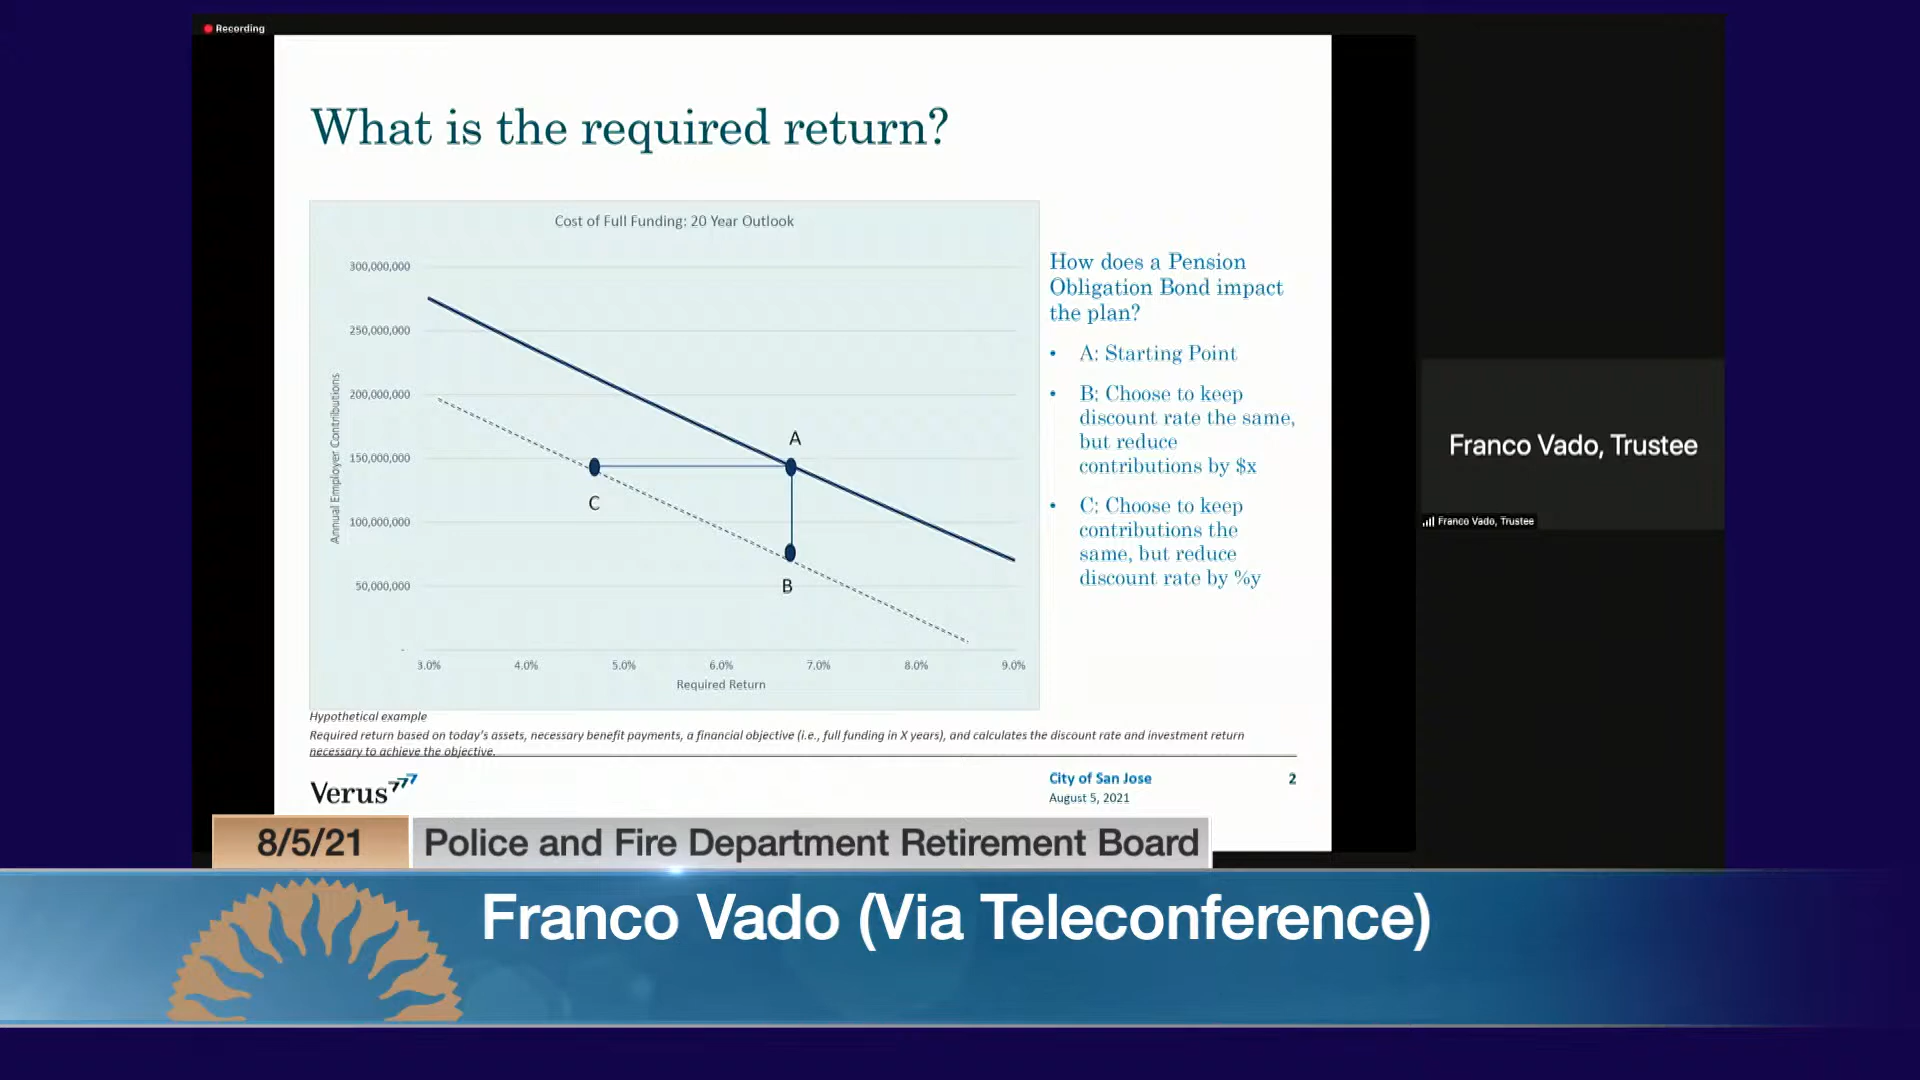 Recording
What is the required return?
Cost of Full Funding: 20 Year Outlook
300,000,000
250,000,000
200,000,000
150,000,000
100,000,000
50,000,000
-
Annual Employer Contributions
A
C
B
3.0% 4.0% 5.0% 6.0% 7.0% 8.0% 9.0%
Required Return
How does a Pension
Obligation Bond impact
the plan?
• A: Starting Point
• B: Choose to keep
discount rate the same,
but reduce
contributions by $x
• C: Choose to keep
contributions the
same, but reduce
discount rate by %y
Hypothetical example
Required return based on today's assets, necessary benefit payments, a financial objective (i.e., full funding in X years), and calculates the discount rate and investment return
necessary to achieve the objective.
Verus777
City of San Jose
August 5, 2021
2
Franco Vado, Trustee
Franco Vado, Trustee
8/5/21
Police and Fire Department Retirement Board
Franco Vado (Via Teleconference)